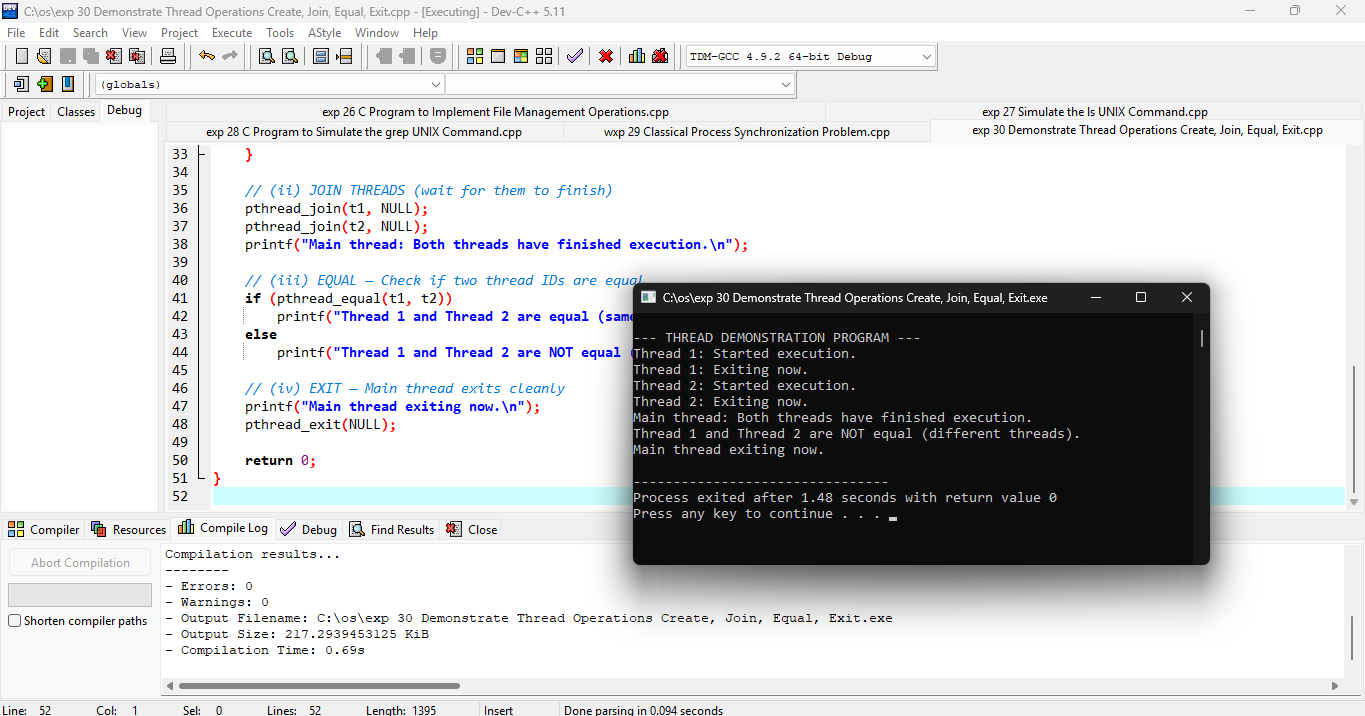 C:\os\exp 30 Demonstrate Thread Operations Create, Join, Equal, Exit.cpp - [Executing] - Dev-C++ 5.11
File Edit Search View Project Execute Tools AStyle Window Help
TDM-GCC 4.9.2 64-bit Debug
(globals)
Project Classes Debug
exp 26 C Program to Implement File Management Operations.cpp
exp 27 Simulate the ls UNIX Command.cpp
exp 28 C Program to Simulate the grep UNIX Command.cpp
wxp 29 Classical Process Synchronization Problem.cpp
exp 30 Demonstrate Thread Operations Create, Join, Equal, Exit.cpp
33 }
34
35 // (ii) JOIN THREADS (wait for them to finish)
36 pthread_join(t1, NULL);
37 pthread_join(t2, NULL);
38 printf("Main thread: Both threads have finished execution.\n");
39
40 // (iii) EQUAL – Check if two thread IDs are equal
41 if (pthread_equal(t1, t2))
42 printf("Thread 1 and Thread 2 are equal (same
43 else
44 printf("Thread 1 and Thread 2 are NOT equal (
45
46 // (iv) EXIT – Main thread exits cleanly
47 printf("Main thread exiting now.\n");
48 pthread_exit(NULL);
49
50 return 0;
51 }
52
C:\os\exp 30 Demonstrate Thread Operations Create, Join, Equal, Exit.exe
--- THREAD DEMONSTRATION PROGRAM ---
Thread 1: Started execution.
Thread 1: Exiting now.
Thread 2: Started execution.
Thread 2: Exiting now.
Main thread: Both threads have finished execution.
Thread 1 and Thread 2 are NOT equal (different threads).
Main thread exiting now.
--------------------------------
Process exited after 1.48 seconds with return value 0
Press any key to continue . . .
Compiler Resources Compile Log Debug Find Results Close
Abort Compilation
Shorten compiler paths
Compilation results...
--------
- Errors: 0
- Warnings: 0
- Output Filename: C:\os\exp 30 Demonstrate Thread Operations Create, Join, Equal, Exit.exe
- Output Size: 217.2939453125 KiB
- Compilation Time: 0.69s
Line: 52 Col: 1 Sel: 0 Lines: 52 Length: 1395 Insert Done parsing in 0.094 seconds